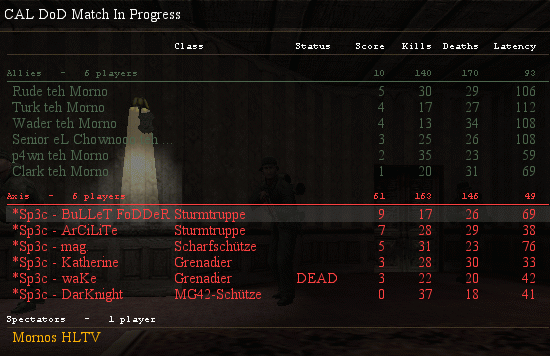 CAL DoD Match In Progress
Class Status Score Kills Deaths Latency
Allies - 6 players 10 140 170 93
Rude teh Morno 5 30 29 106
Turk teh Morno 4 17 27 112
Wader teh Morno 4 13 34 108
Senior eL Chowno h ... 3 25 26 108
p4wn teh Morno 2 35 23 59
Clark teh Morno 1 20 31 69
Axis - 6 players 61 163 146 49
*Sp3c - BuLLeT FoDDeR Sturmtruppe 9 17 26 69
*Sp3c - ArCiLiTe Sturmtruppe 7 28 29 38
*Sp3c - mag. Scharfschütze 5 31 23 76
*Sp3c - Katherine Grenadier 3 28 30 33
*Sp3c - waKe Grenadier DEAD 3 22 20 42
*Sp3c - DarKnight MG42-Schütze 0 37 18 41
Spectators - 1 player
Mornos HLTV